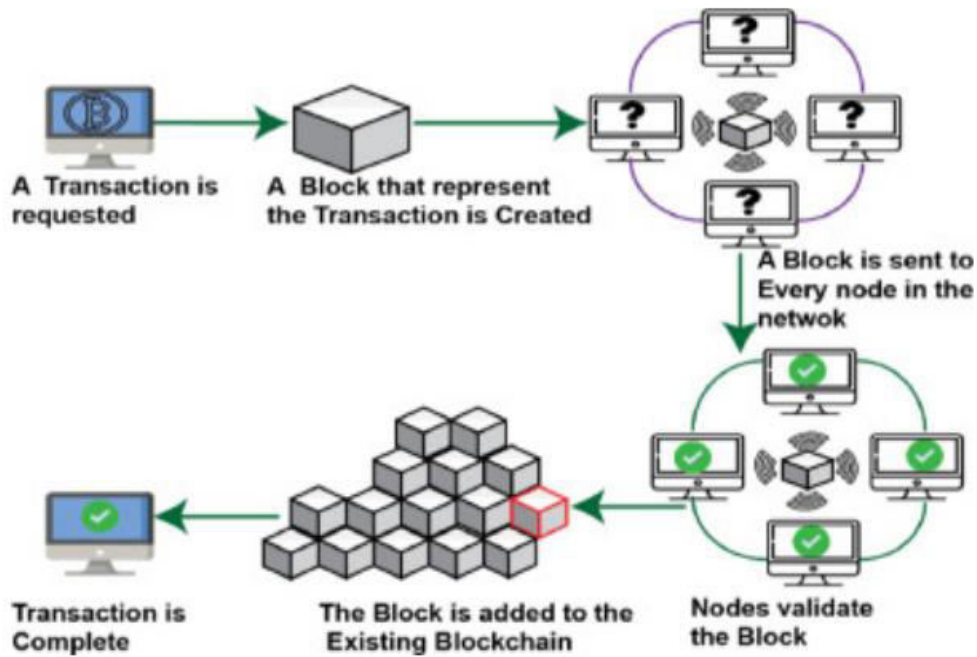 A Transaction is
requested
A Block that represent
the Transaction is Created
?
?
?
?
A Block is sent to
Every node in the
netwok
Nodes validate
the Block
The Block is added to the
Existing Blockchain
Transaction is
Complete